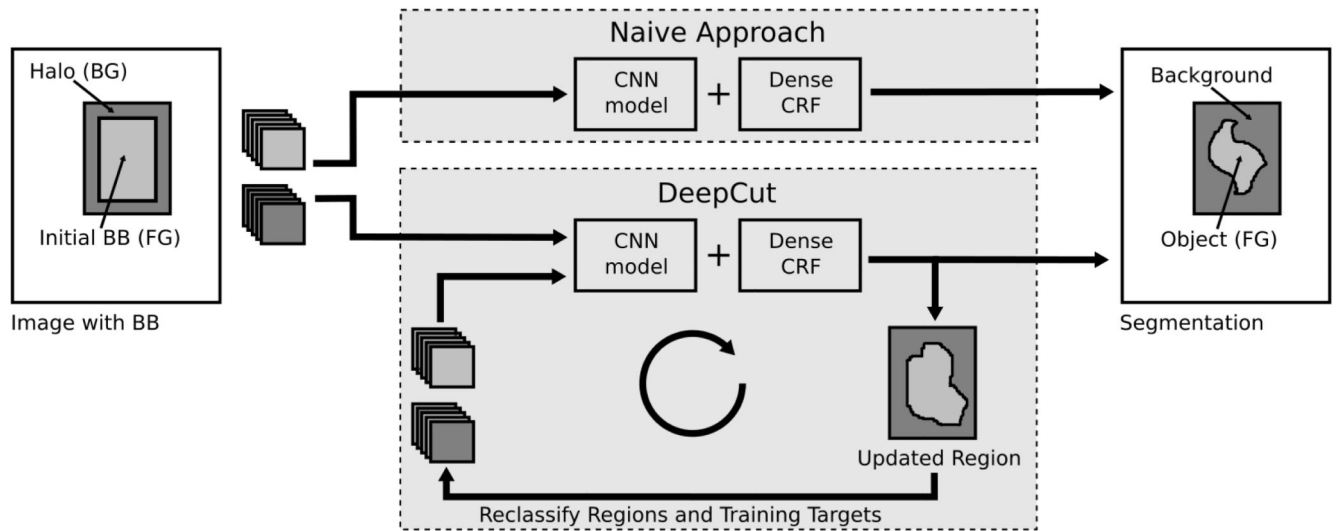 Naive Approach
Halo (BG)
Initial BB (FG)
Image with BB
CNN
model
+
Dense
CRF
DeepCut
CNN
model
+
Dense
CRF
Updated Region
Reclassify Regions and Training Targets
Background
Object (FG)
Segmentation